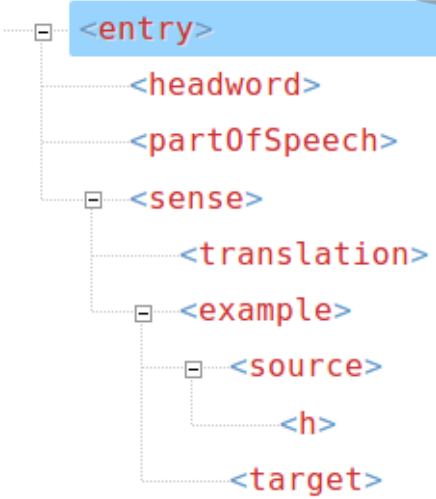 <entry>
<headword>
<partOfSpeech>
<sense>
<translation>
<example>
<source>
<h>
<target>